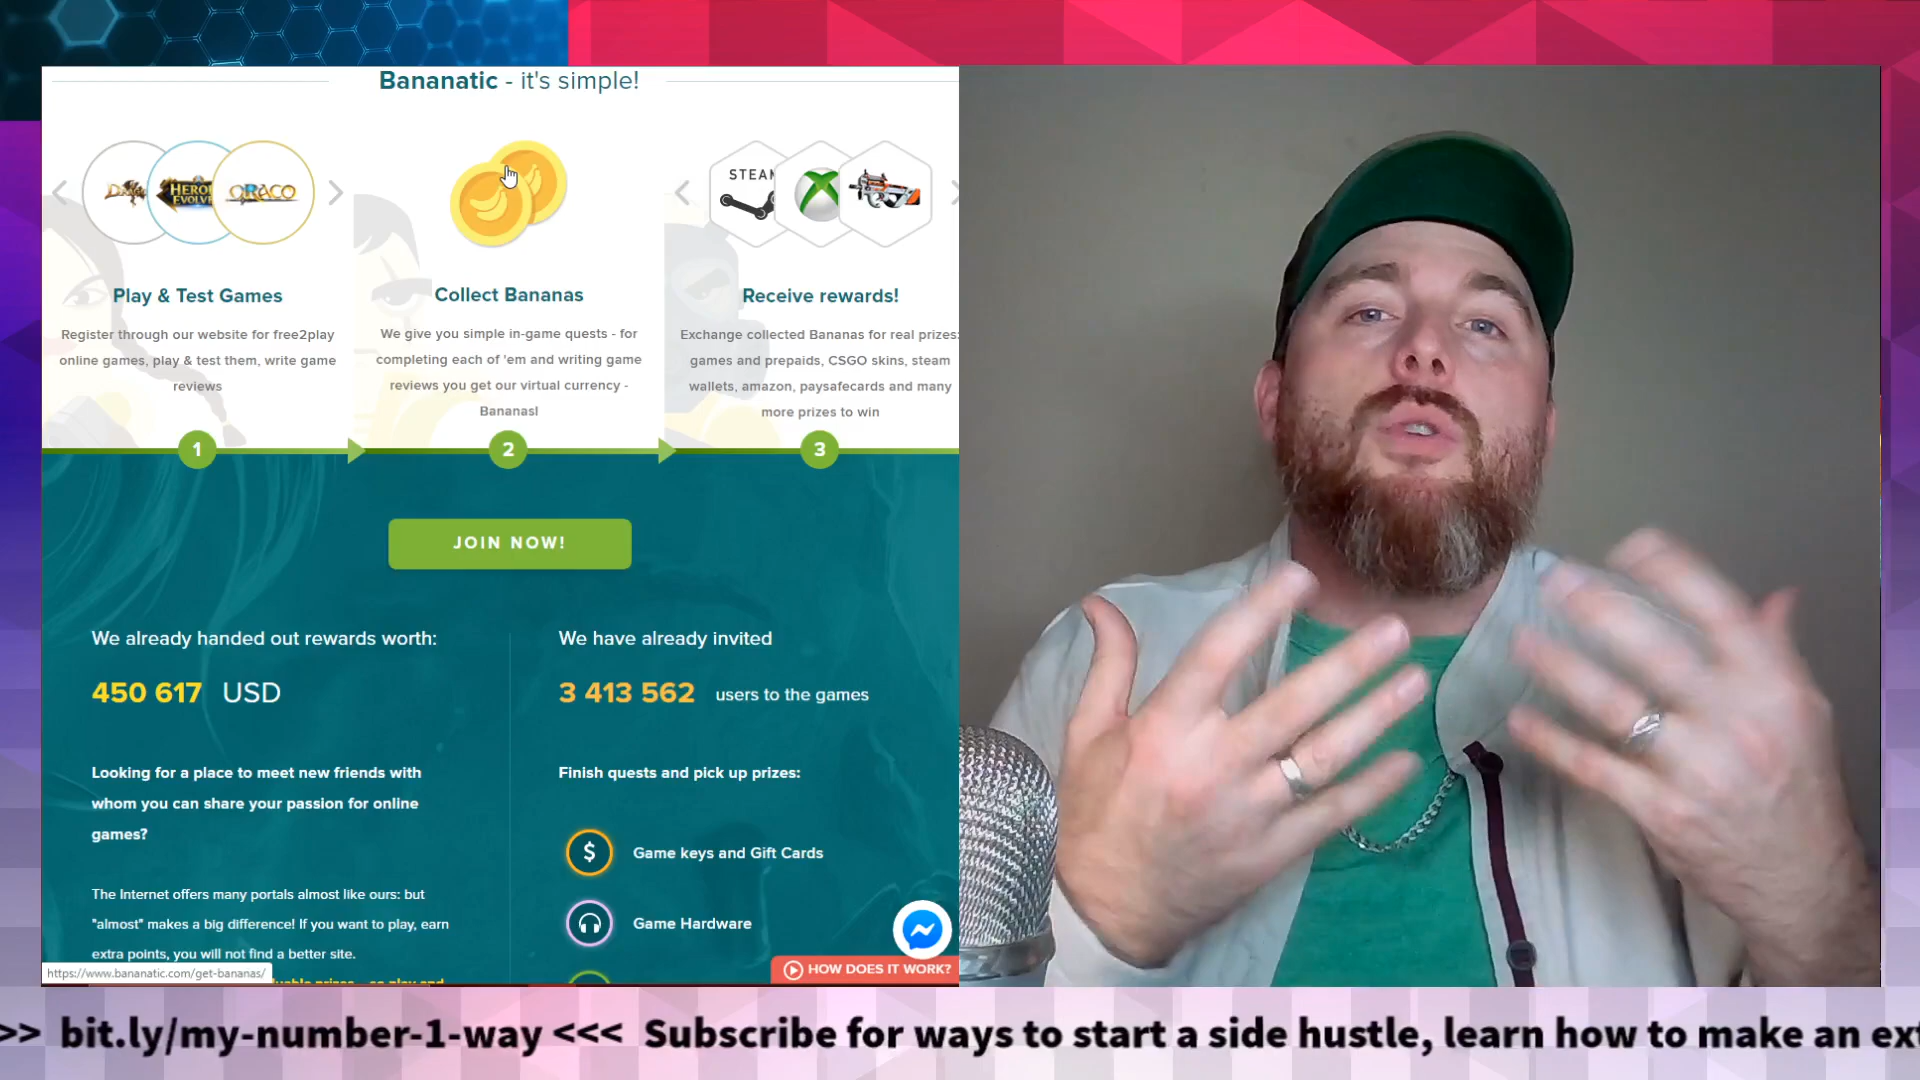 Bananatic - it's simple!
HEROES
EVOLVED
DRACO
STEAM
Play & Test Games
Register through our website for free2play
online games, play & test them, write game
reviews
Collect Bananas
We give you simple in-game quests - for
completing each of 'em and writing game
reviews you get our virtual currency -
Bananas!
Receive rewards!
Exchange collected Bananas for real prizes:
games and prepaids, CSGO skins, steam
wallets, amazon, paysafecards and many
more prizes to win
1
2
3
JOIN NOW!
We already handed out rewards worth:
450 617 USD
Looking for a place to meet new friends with
whom you can share your passion for online
games?
The Internet offers many portals almost like ours: but
"almost" makes a big difference! If you want to play, earn
extra points, you will not find a better site.
We have already invited
3 413 562 users to the games
Finish quests and pick up prizes:
$
Game keys and Gift Cards
Game Hardware
https://www.bananatic.com/get-bananas/
HOW DOES IT WORK?
>> bit.ly/my-number-1-way <<< Subscribe for ways to start a side hustle, learn how to make an ext